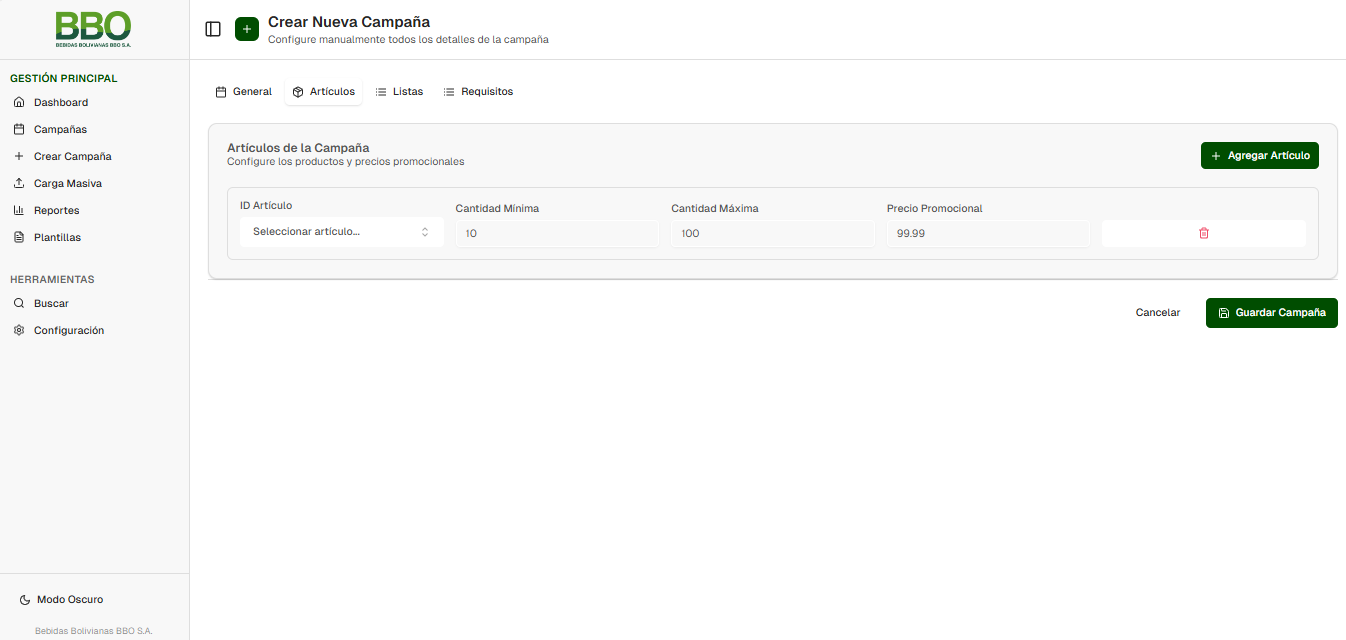 BBO
BEBIDAS BOLIVIANAS BBO S.A.
Crear Nueva Campaña
Configure manualmente todos los detalles de la campaña
GESTIÓN PRINCIPAL
Dashboard
Campañas
Crear Campaña
Carga Masiva
Reportes
Plantillas
HERRAMIENTAS
Buscar
Configuración
Modo Oscuro
Bebidas Bolivianas BBO S.A.
General Artículos Listas Requisitos
Artículos de la Campaña
Configure los productos y precios promocionales
Agregar Artículo
ID Artículo Cantidad Mínima Cantidad Máxima Precio Promocional
Seleccionar artículo... 10 100 99.99
Cancelar Guardar Campaña